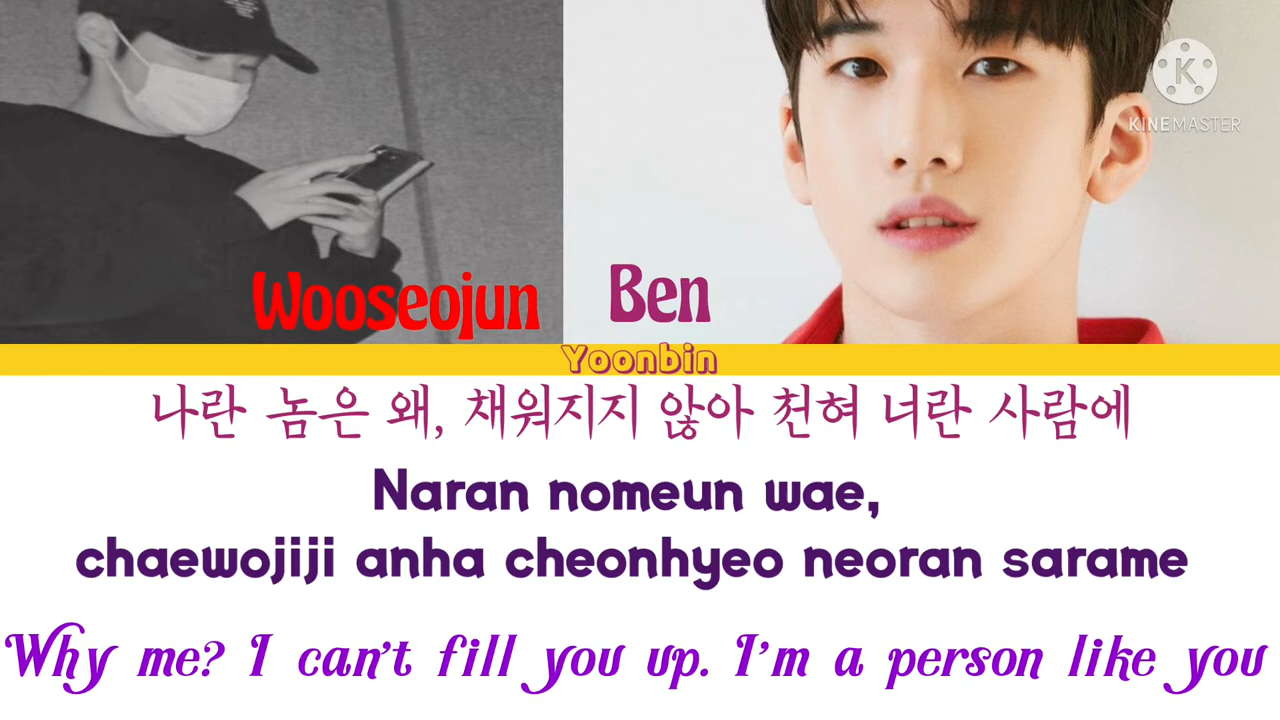 KINEMASTER
Wooseojun
Ben
Yoonbin
나란 놈은 왜, 채워지지 않아 천혀 너란 사람에
Naran nomeun wae,
chaewojiji anha cheonhyeo neoran sarame
Why me? I can't fill you up. I'm a person like you